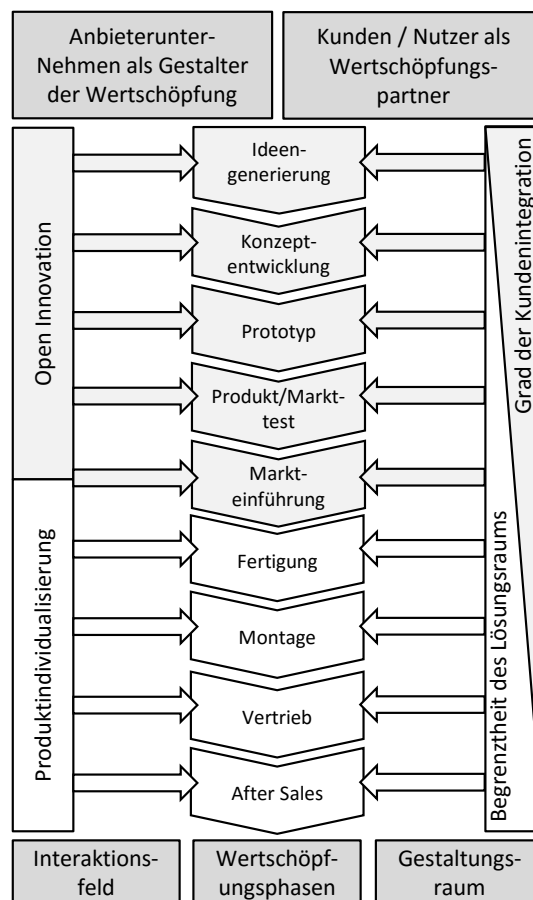 Anbieterunter-
Nehmen als Gestalter
der Wertschöpfung
Kunden / Nutzer als
Wertschöpfungs-
partner
Open Innovation
Produktindividualisierung
Ideen-
generierung
Konzept-
entwicklung
Prototyp
Produkt/Markt-
test
Markt-
einführung
Fertigung
Montage
Vertrieb
After Sales
Grad der Kundenintegration
Begrenztheit des Lösungsraums
Interaktions-
feld
Wertschöpf-
ungsphasen
Gestaltungs-
raum